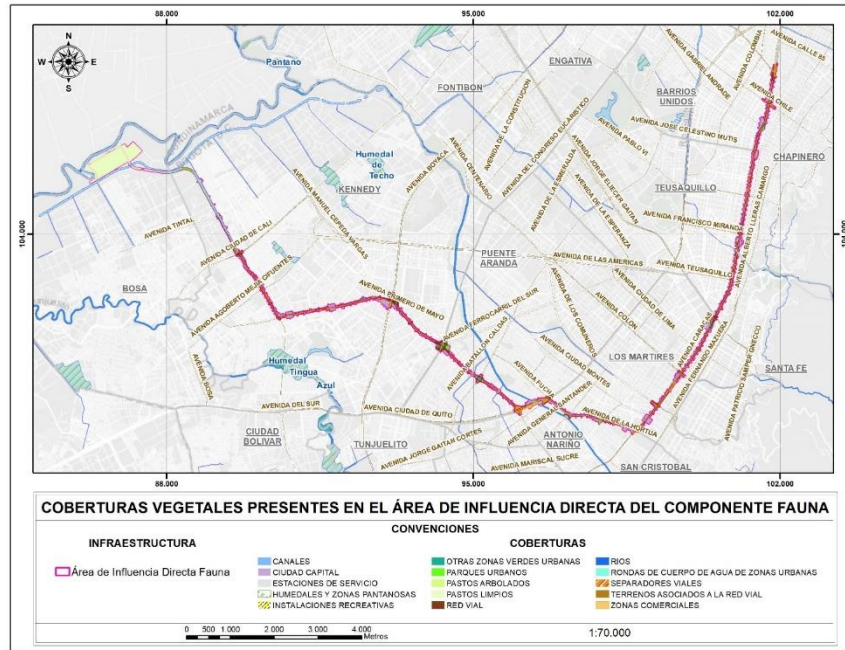 88.000 95.000 102.000
N
W E
S
Pantano
ENGATIVA
FONTIBON
AVENIDA CALLE 85
AVENIDA COLOMBIA
AVENIDA GABRIEL ANDRADE
BARRIOS
UNIDOS
AVENIDA CHILE
AVENIDA DE LA CONSTITUCION
AVENIDA DEL CONGRESO EUCARISTICO
AVENIDA PABLO VI
AVENIDA JOSE CELESTINO MUTIS
CHAPINERO
CUNDINAMARCA
Humedal
de
Techo
KENNEDY
AVENIDA BOYACA
AVENIDA CENTENARIO
AVENIDA DE LA ESMERALDA
AVENIDA JORGE ELIECER GAITAN
AVENIDA DE LA ESPERANZA
TEUSAQUILLO
AVENIDA MANUEL CEPEDA VARGAS
AVENIDA FRANCISCO MIRANDA
AVENIDA ALBERTO LLERAS CAMARGO
104.000 104.000
AVENIDA TINTAL
AVENIDA CIUDAD DE CALI
PUENTE
ARANDA
AVENIDA DE LAS AMERICAS
AVENIDA TEUSAQUILLO
BOSA
AVENIDA AGOBERTO MEJIA CIFUENTES
AVENIDA PRIMERO DE MAYO
AVENIDA FERROCARRIL DEL SUR
AVENIDA DE LOS COMUNEROS
AVENIDA CIUDAD DE LIMA
AVENIDA COLON
AVENIDA BATALLON CALDAS
AVENIDA CIUDAD MONTES
LOS MARTIRES
AVENIDA CARACAS
AVENIDA FERNANDO MAZUERA
SANTA FE
AVENIDA PATRICIO SAMPER GNECCO
Humedal
Tingua
Azul
AVENIDA BOSA
AVENIDA FUCHA
AVENIDA GENERAL SANTANDER
AVENIDA DEL SUR
AVENIDA CIUDAD DE QUITO
AVENIDA DE LA HORTUA
CIUDAD
BOLIVAR
TUNJUELITO
ANTONIO
NARIÑO
AVENIDA JORGE GAITAN CORTES
AVENIDA MARISCAL SUCRE
SAN CRISTOBAL
88.000 95.000 102.000
COBERTURAS VEGETALES PRESENTES EN EL ÁREA DE INFLUENCIA DIRECTA DEL COMPONENTE FAUNA
CONVENCIONES
INFRAESTRUCTURA
Área de Influencia Directa Fauna
COBERTURAS
CANALES
CIUDAD CAPITAL
ESTACIONES DE SERVICIO
HUMEDALES Y ZONAS PANTANOSAS
INSTALACIONES RECREATIVAS
OTRAS ZONAS VERDES URBANAS
PARQUES URBANOS
PASTOS ARBOLADOS
PASTOS LIMPIOS
RED VIAL
RIOS
RONDAS DE CUERPO DE AGUA DE ZONAS URBANAS
SEPARADORES VIALES
TERRENOS ASOCIADOS A LA RED VIAL
ZONAS COMERCIALES
0 500 1.000 2.000 3.000 4.000
Metros
1:70.000